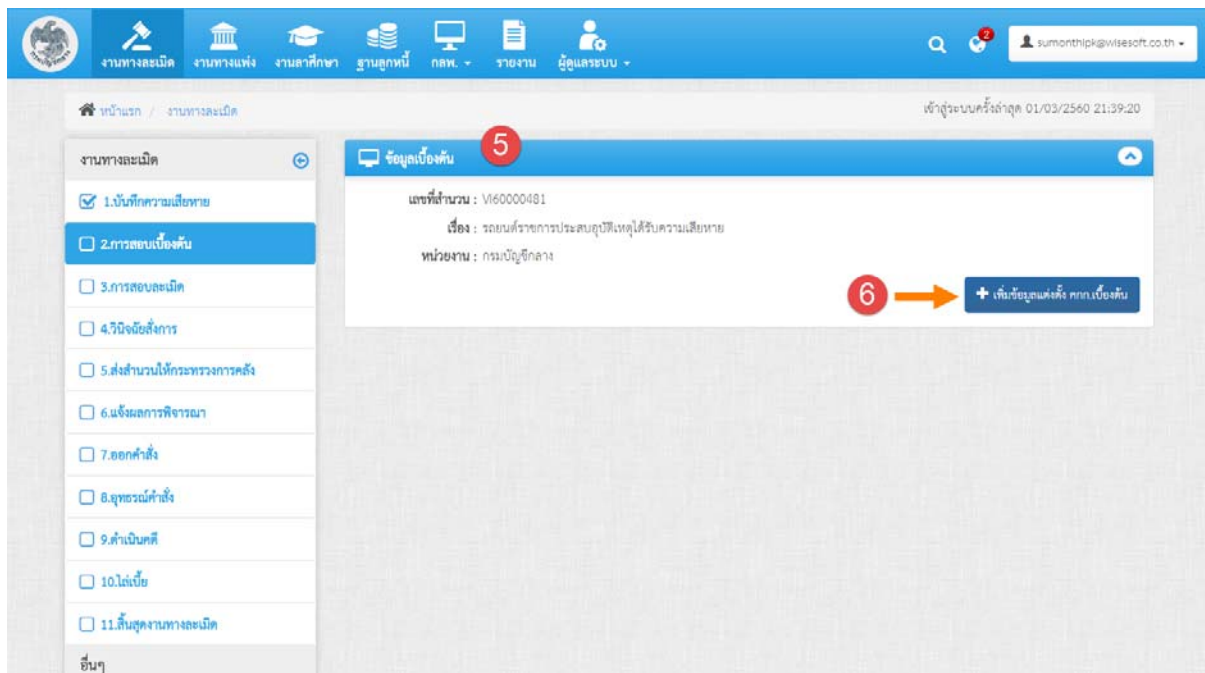 งานทางละเมิด
งานทางแพ่ง
งานลาศึกษา
ฐานลูกหนี้
กลพ.
รายงาน
ผู้ดูแลระบบ
2
sumonthipk@wisesoft.co.th
หน้าแรก / งานทางละเมิด
เข้าสู่ระบบครั้งล่าสุด 01/03/2560 21:39:20
งานทางละเมิด
1.บันทึกความเสียหาย
2.การสอบเบื้องต้น
3.การสอบละเมิด
4.วินิจฉัยสั่งการ
5.ส่งสำนวนให้กระทรวงการคลัง
6.แจ้งผลการพิจารณา
7.ออกคำสั่ง
8.อุทธรณ์คำสั่ง
9.ดำเนินคดี
10.ไล่เบี้ย
11.สิ้นสุดงานทางละเมิด
อื่นๆ
ข้อมูลเบื้องต้น
5
เลขที่สำนวน : VI60000481
เรื่อง : รถยนต์ราชการประสบอุบัติเหตุได้รับความเสียหาย
หน่วยงาน : กรมบัญชีกลาง
6
+ เพิ่มข้อมูลแต่งตั้ง คกก.เบื้องต้น